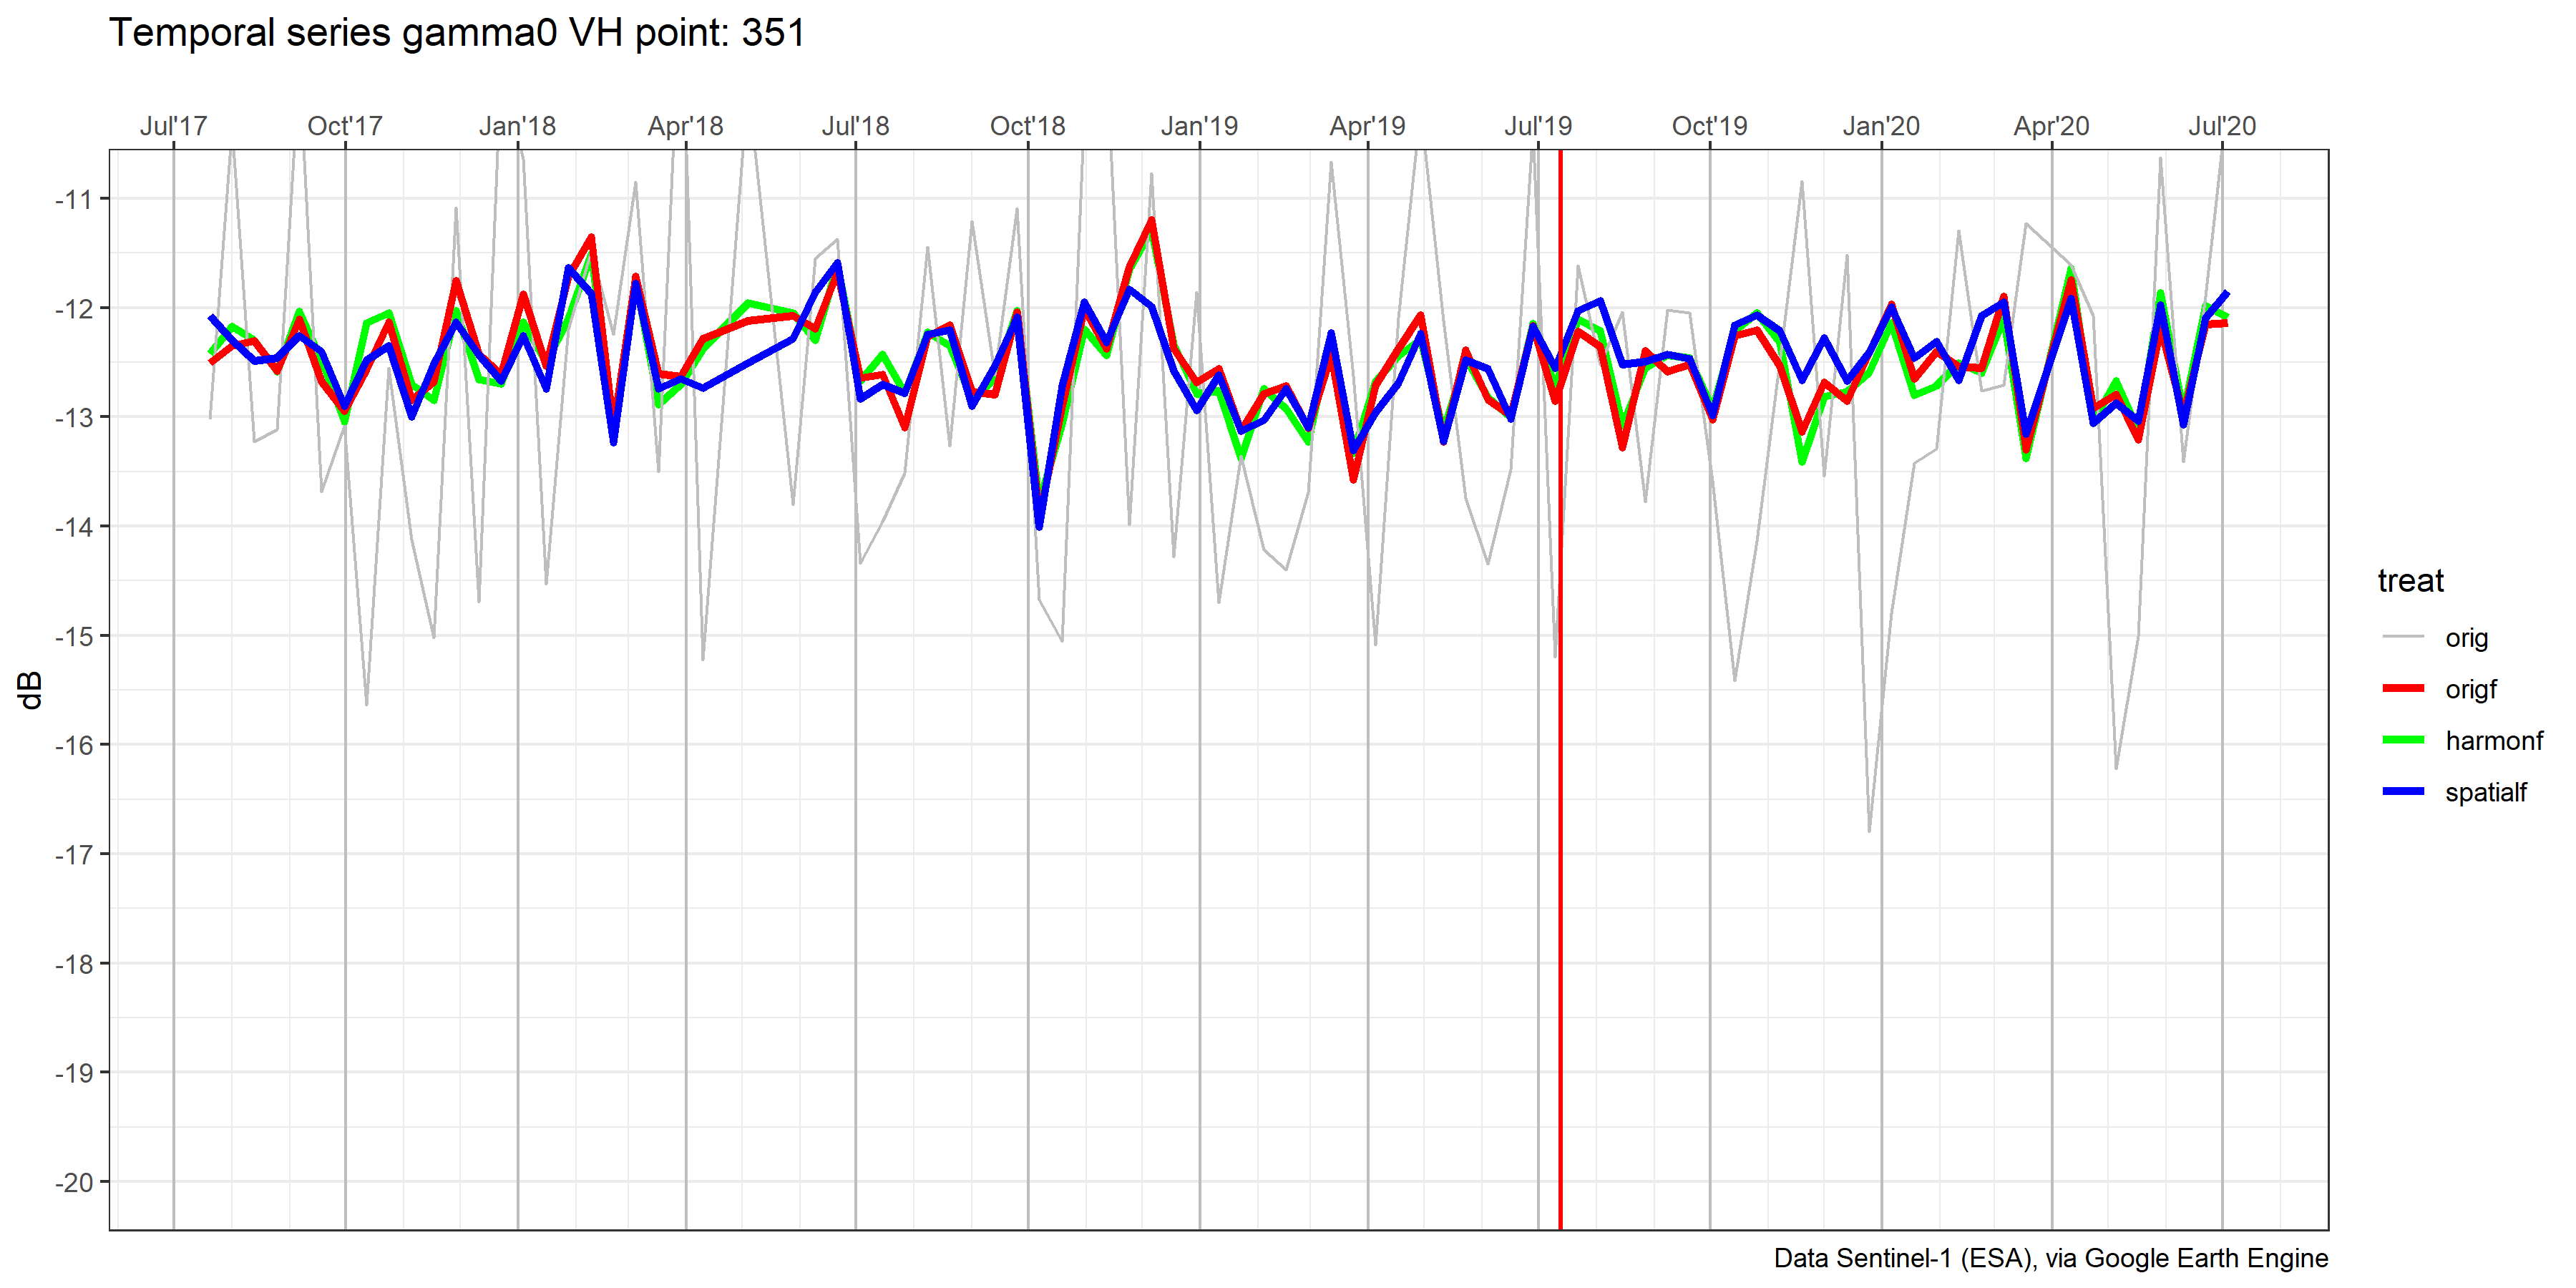 Temporal series gamma0 VH point: 351
Jul'17 Oct'17 Jan'18 Apr'18 Jul'18 Oct'18 Jan'19 Apr'19 Jul'19 Oct'19 Jan'20 Apr'20 Jul'20
-11
-12
-13
-14
-15
-16
-17
-18
-19
-20
dB
treat
orig
origf
harmonf
spatialf
Data Sentinel-1 (ESA), via Google Earth Engine